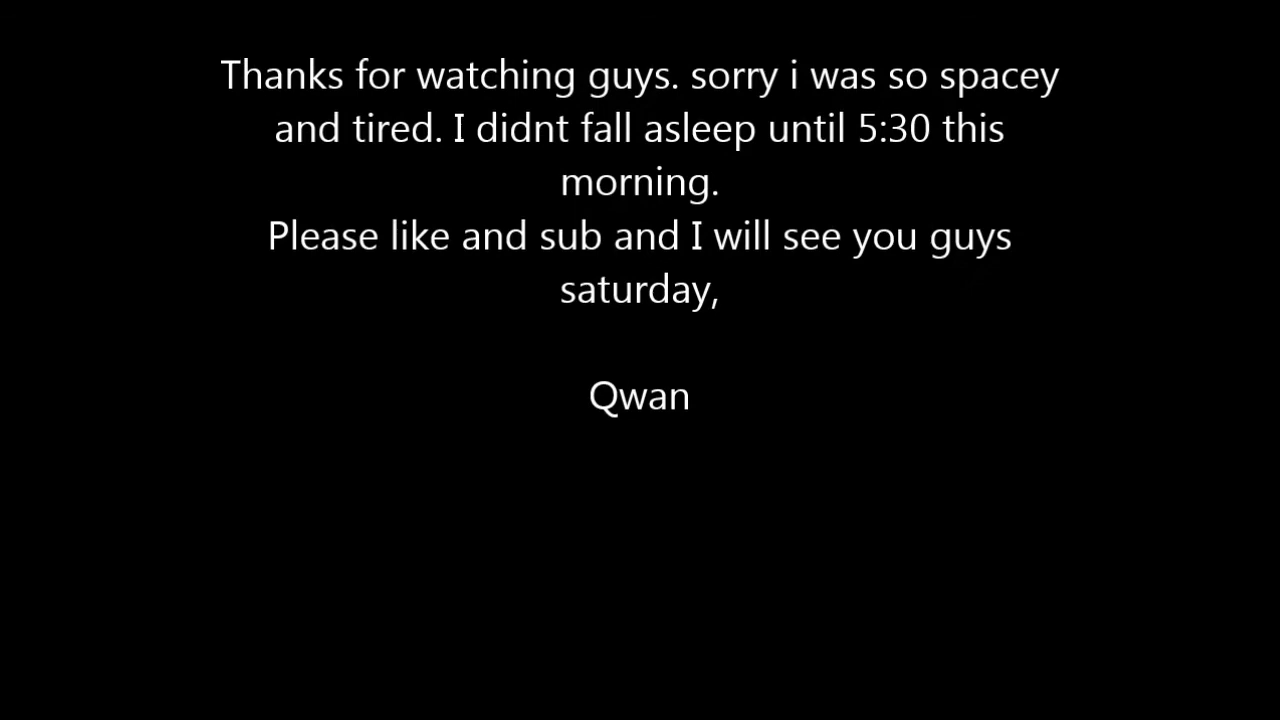 Thanks for watching guys. sorry i was so spacey
and tired. I didnt fall asleep until 5:30 this
morning.
Please like and sub and I will see you guys
saturday,
Qwan